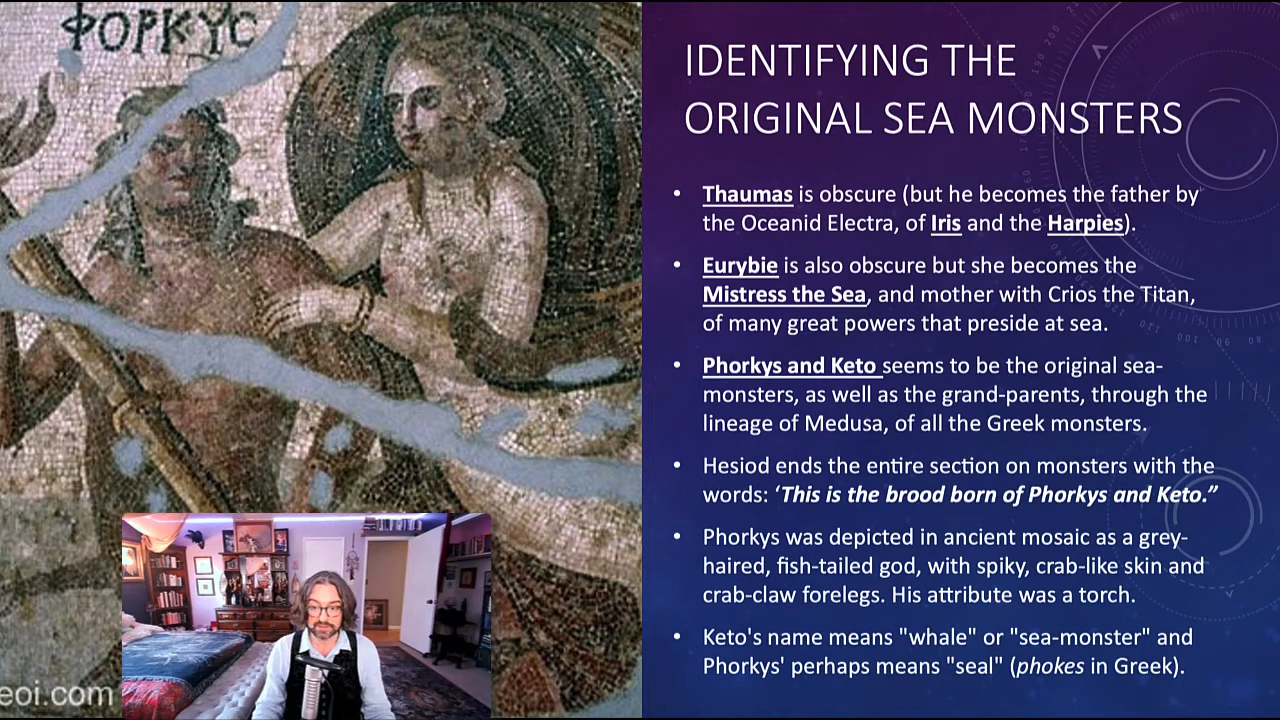 ΦΟΡΚΥC
IDENTIFYING THE
ORIGINAL SEA MONSTERS
• Thaumas is obscure (but he becomes the father by
the Oceanid Electra, of Iris and the Harpies).
• Eurybie is also obscure but she becomes the
Mistress the Sea, and mother with Crios the Titan,
of many great powers that preside at sea.
• Phorkys and Keto seems to be the original sea-
monsters, as well as the grand-parents, through the
lineage of Medusa, of all the Greek monsters.
• Hesiod ends the entire section on monsters with the
words: ‘This is the brood born of Phorkys and Keto.”
• Phorkys was depicted in ancient mosaic as a grey-
haired, fish-tailed god, with spiky, crab-like skin and
crab-claw forelegs. His attribute was a torch.
• Keto's name means "whale" or "sea-monster" and
Phorkys' perhaps means "seal" (phokes in Greek).
eoi.com